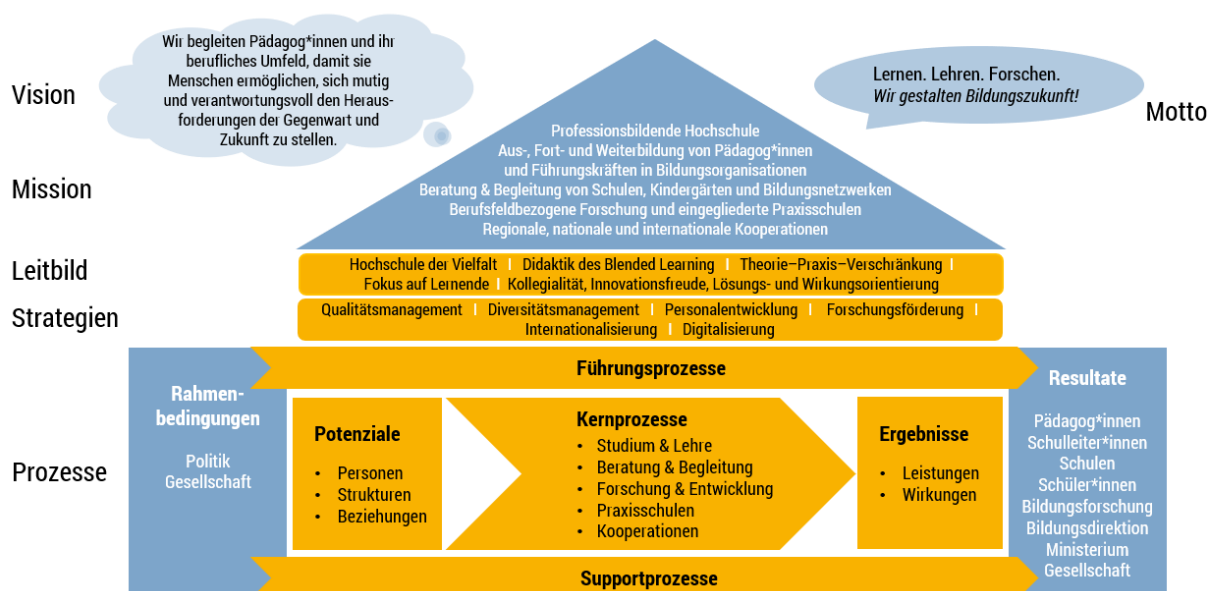 Vision
Wir begleiten Pädagog*innen und ihr
berufliches Umfeld, damit sie
Menschen ermöglichen, sich mutig
und verantwortungsvoll den Heraus-
forderungen der Gegenwart und
Zukunft zu stellen.
Lernen. Lehren. Forschen.
Wir gestalten Bildungszukunft!
Motto
Mission
Professionsbildende Hochschule
Aus-, Fort- und Weiterbildung von Pädagog*innen
und Führungskräften in Bildungsorganisationen
Beratung & Begleitung von Schulen, Kindergärten und Bildungsnetzwerken
Berufsfeldbezogene Forschung und eingegliederte Praxisschulen
Regionale, nationale und internationale Kooperationen
Leitbild
Hochschule der Vielfalt | Didaktik des Blended Learning | Theorie–Praxis–Verschränkung |
Fokus auf Lernende | Kollegialität, Innovationsfreude, Lösungs- und Wirkungsorientierung
Strategien
Qualitätsmanagement | Diversitätsmanagement | Personalentwicklung | Forschungsförderung |
Internationalisierung | Digitalisierung
Prozesse
Führungsprozesse
Rahmen-
bedingungen
Politik
Gesellschaft
Potenziale
• Personen
• Strukturen
• Beziehungen
Kernprozesse
• Studium & Lehre
• Beratung & Begleitung
• Forschung & Entwicklung
• Praxisschulen
• Kooperationen
Ergebnisse
• Leistungen
• Wirkungen
Resultate
Pädagog*innen
Schulleiter*innen
Schulen
Schüler*innen
Bildungsforschung
Bildungsdirektion
Ministerium
Gesellschaft
Supportprozesse